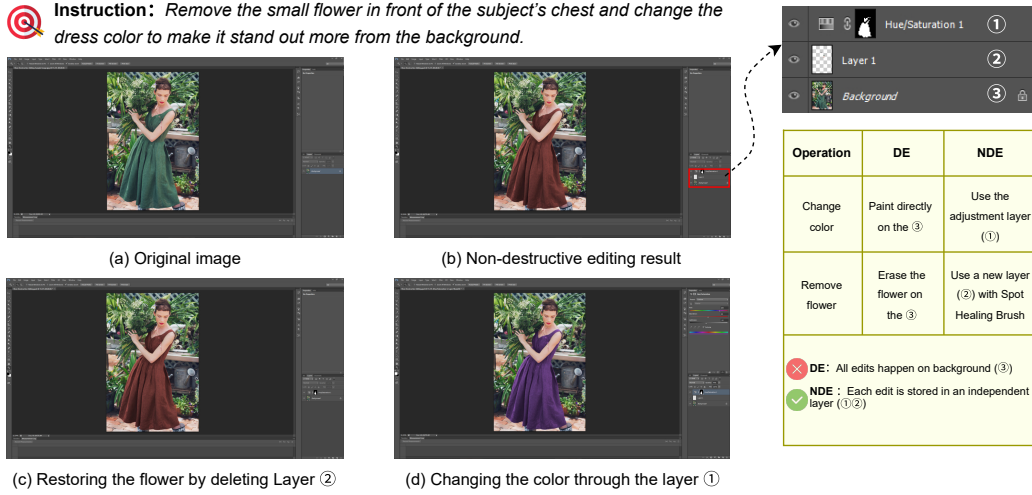 Instruction： Remove the small flower in front of the subject's chest and change the
dress color to make it stand out more from the background.
(a) Original image
(b) Non-destructive editing result
(c) Restoring the flower by deleting Layer ②
(d) Changing the color through the layer ①
Hue/Saturation 1 ①
Layer 1 ②
Background ③
Operation DE NDE
Change
color
Paint directly
on the ③
Use the
adjustment layer
(①)
Remove
flower
Erase the
flower on
the ③
Use a new layer
(②) with Spot
Healing Brush
DE： All edits happen on background (③)
NDE ：Each edit is stored in an independent
layer (①②)